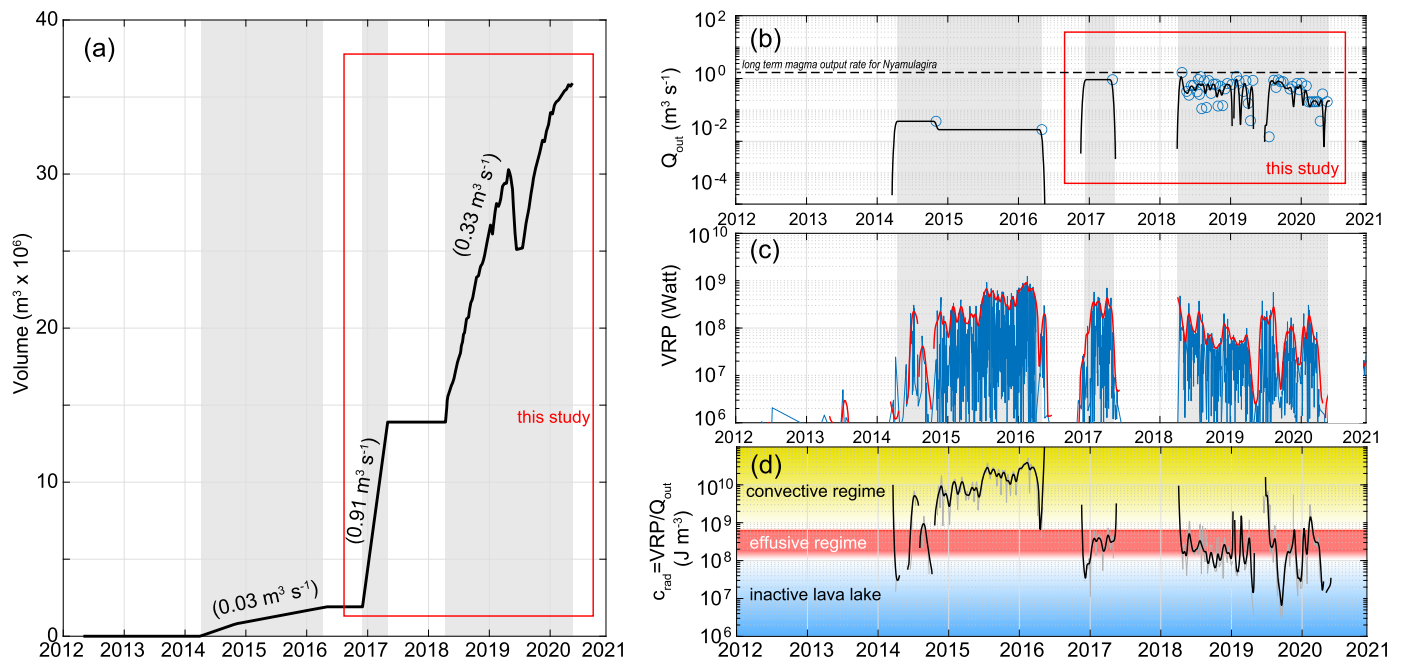 (a)
Volume (m³ x 10⁶)
40
30
20
10
0
(0.03 m³ s⁻¹)
(0.91 m³ s⁻¹)
(0.33 m³ s⁻¹)
this study
2012 2013 2014 2015 2016 2017 2018 2019 2020 2021
(b)
Qout (m³ s⁻¹)
10²
10⁰
10⁻²
10⁻⁴
long term magma output rate for Nyamulagira
this study
2012 2013 2014 2015 2016 2017 2018 2019 2020 2021
(c)
VRP (Watt)
10¹⁰
10⁹
10⁸
10⁷
10⁶
2012 2013 2014 2015 2016 2017 2018 2019 2020 2021
(d)
crad=VRP/Qout
(J m⁻³)
10¹⁰
10⁹
10⁸
10⁷
10⁶
convective regime
effusive regime
inactive lava lake
2012 2013 2014 2015 2016 2017 2018 2019 2020 2021